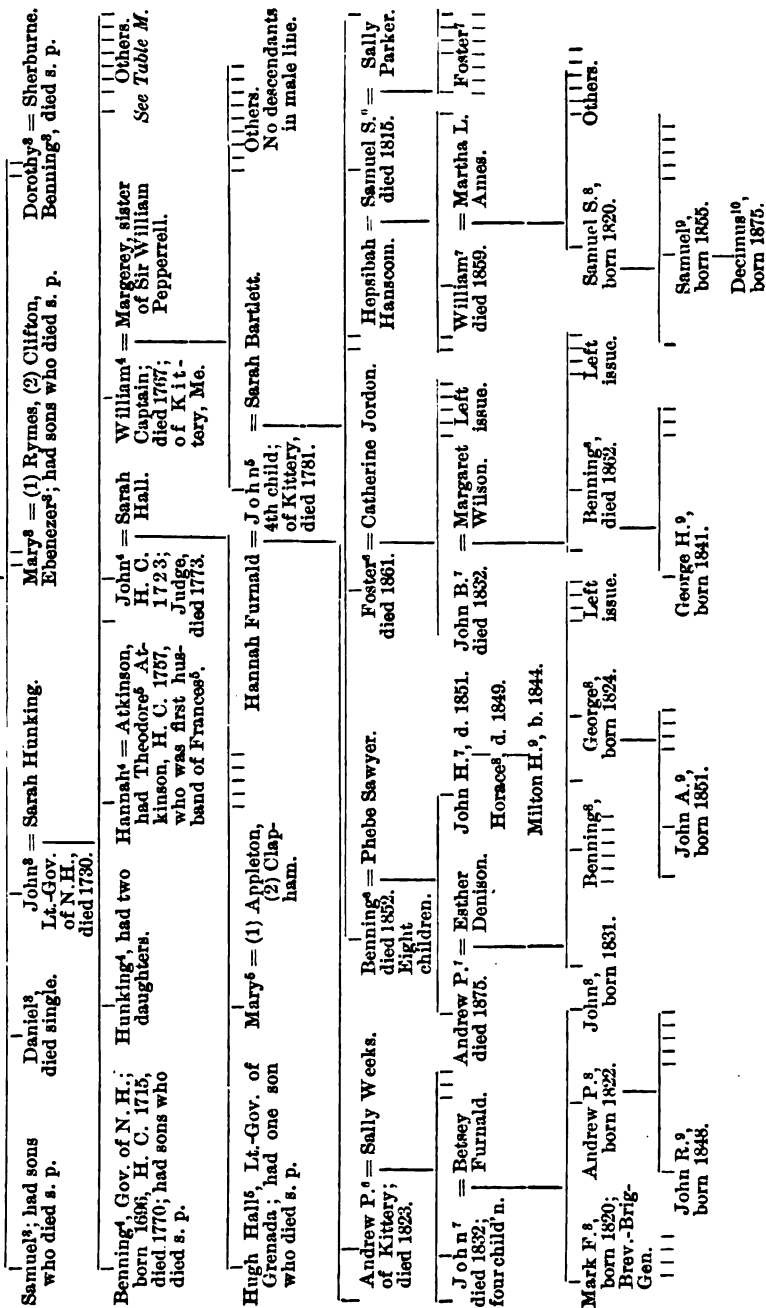 Samuel³; had sons
who died s. p.
Daniel³,
died single.
John³ = Sarah Hunking.
Lt.-Gov.
of N. H.,
died 1730.
Mary³ = (1) Rymes, (2) Clifton,
Ebenezer³; had sons who died s. p.
Dorothy³ = Sherburne.
Benning³, died s. p.
Benning⁴, Gov. of N. H.;
born 1696, H. C. 1715,
died 1770; had sons who
died s. p.
Hunking⁴, had two
daughters.
Hannah⁴ = Atkinson,
had Theodore⁵ At-
kinson, H. C. 1757,
who was first hus-
band of Frances⁵.
John⁴ = Sarah
H. C. Hall.
1723;
Judge,
died 1773.
William⁴ = Margerey, sister
Captain; of Sir William
died 1767; Pepperrell.
of Kit-
tery, Me.
Others.
See Table M.
Hugh Hall⁵, Lt.-Gov. of
Grenada; had one son
who died s. p.
Mary⁵ = (1) Appleton,
(2) Clap-
ham.
Hannah Furnald = John⁵ = Sarah Bartlett.
4th child;
of Kittery,
died 1781.
Others.
No descendants
in male line.
Andrew P.⁶ = Sally Weeks.
of Kittery;
died 1823.
Benning⁶ = Phebe Sawyer.
died 1852.
Eight
children.
Foster⁶ = Catherine Jordon.
died 1861.
Hepsibah = Samuel S.⁶ = Sally
Hanscom. died 1815. Parker.
John⁷ = Betsey
died 1832; Furnald.
four child'n.
Andrew P.⁷ = Esther
died 1875. Denison.
John H.⁷, d. 1851.
Horace⁸, d. 1849.
Milton H.⁹, b. 1844.
John B.⁷ = Margaret
died 1832. Wilson.
Left
issue.
William⁷ = Martha L.
died 1859. Ames.
Foster⁷
Mark F.⁸,
born 1820;
Brev.-Brig-
Gen.
Andrew P.⁸,
born 1822.
John⁸,
born 1831.
Benning⁸,
George⁸,
born 1824.
Left
issue.
Benning⁸,
died 1862.
Left
issue.
Samuel S.⁸,
born 1820.
Others.
John R.⁹,
born 1848.
John A.⁹,
born 1851.
George H.⁹,
born 1841.
Samuel⁹,
born 1855.
Decimus¹⁰,
born 1875.